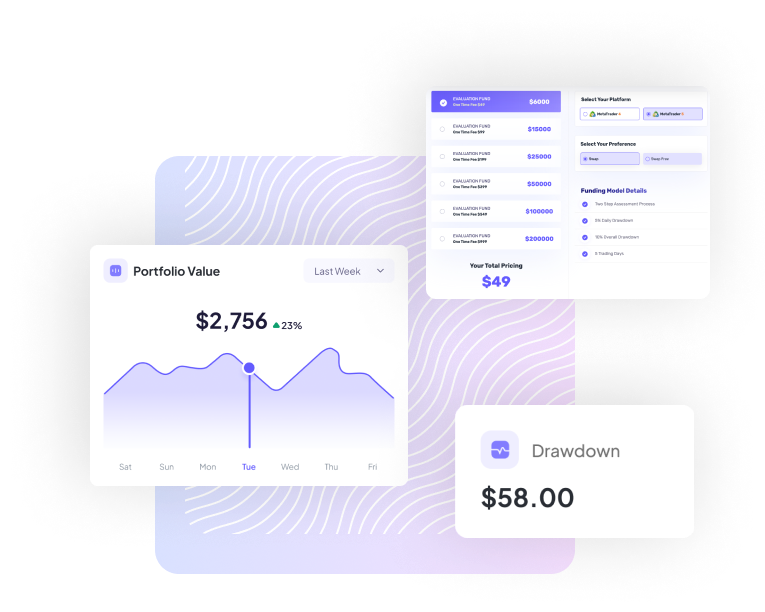 EVALUATION FUND
One Time Fee $49
$6000
EVALUATION FUND
One Time Fee $99
$15000
EVALUATION FUND
One Time Fee $199
$25000
EVALUATION FUND
One Time Fee $299
$50000
EVALUATION FUND
One Time Fee $549
$100000
EVALUATION FUND
One Time Fee $999
$200000
Your Total Pricing
$49
Select Your Platform
MetaTrader
MetaTrader
Select Your Preference
Swap
Swap Free
Funding Model Details
Two Step Assessment Process
5% Daily Drawdown
10% Overall Drawdown
5 Trading Days
Portfolio Value
Last Week
$2,756
23%
Sat Sun Mon Tue Wed Thu Fri
Drawdown
$58.00